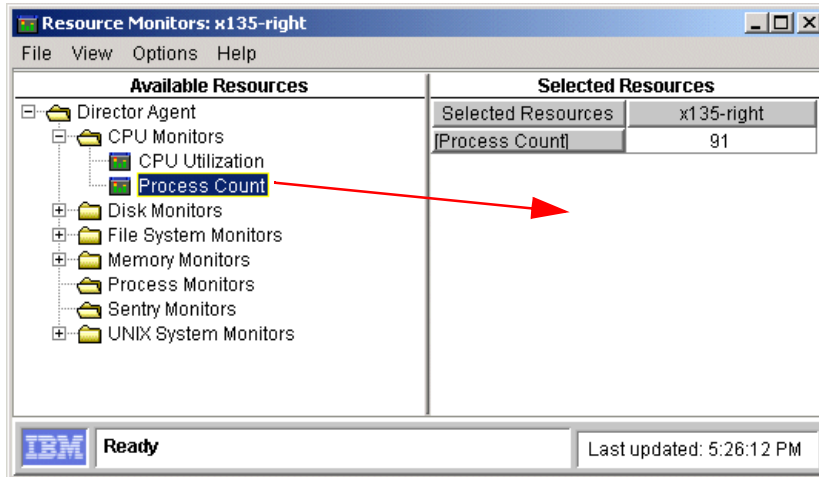 Resource Monitors: x135-right
File View Options Help
Available Resources
Selected Resources
Director Agent
CPU Monitors
CPU Utilization
Process Count
Disk Monitors
File System Monitors
Memory Monitors
Process Monitors
Sentry Monitors
UNIX System Monitors
Selected Resources x135-right
[Process Count] 91
IBM
Ready
Last updated: 5:26:12 PM